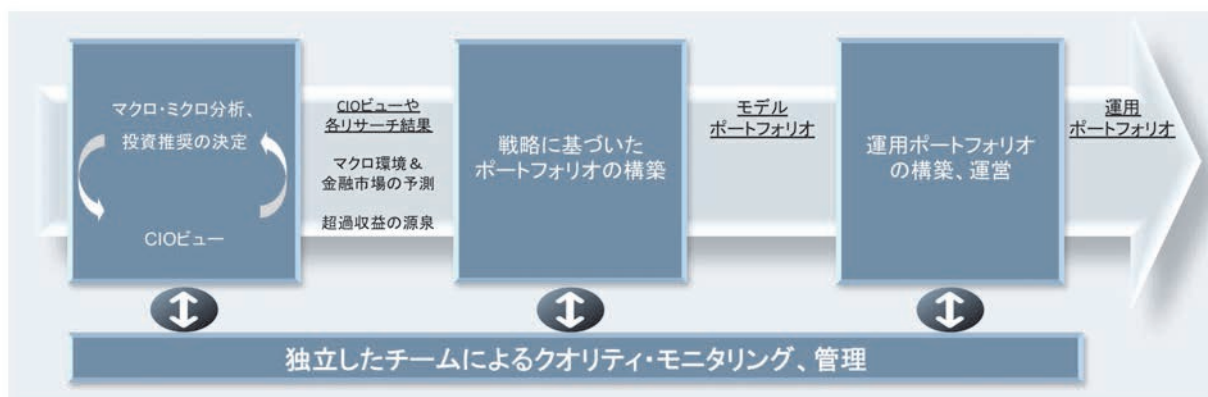 マクロ・ミクロ分析、
投資推奨の決定
CIOビュー
CIOビューや
各リサーチ結果
マクロ環境&
金融市場の予測
超過収益の源泉
戦略に基づいた
ポートフォリオの構築
モデル
ポートフォリオ
運用ポートフォリオ
の構築、運営
運用
ポートフォリオ
独立したチームによるクオリティ・モニタリング、管理